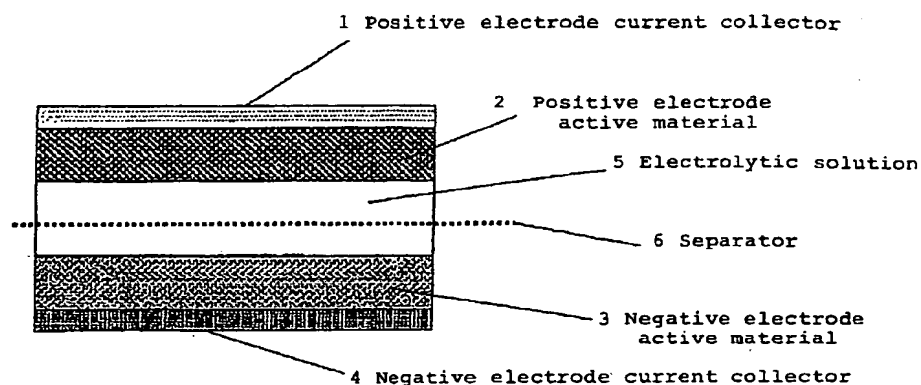 1 Positive electrode current collector
2 Positive electrode
active material
5 Electrolytic solution
6 Separator
3 Negative electrode
active material
4 Negative electrode current collector